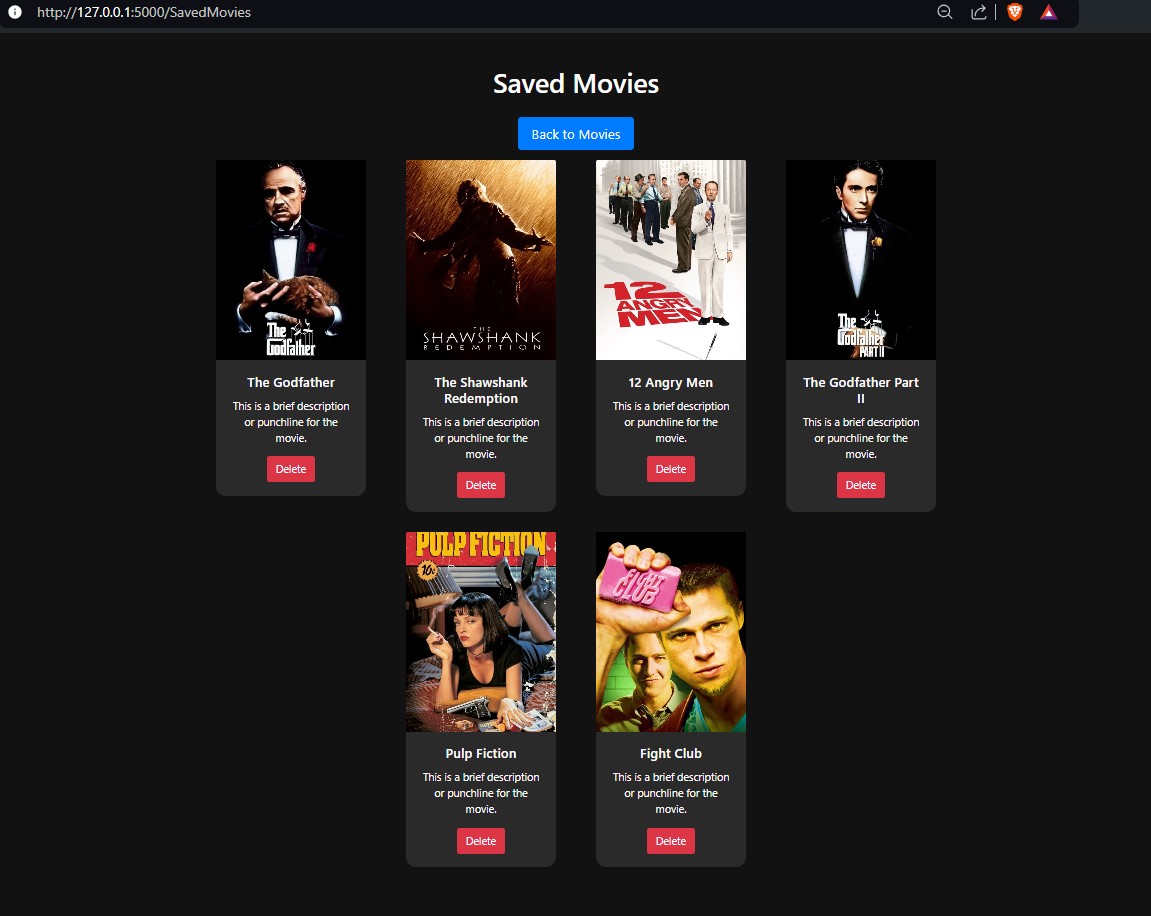 http://127.0.0.1:5000/SavedMovies
Saved Movies
Back to Movies
The
Godfather
THE
SHAWSHANK
REDEMPTION
12
ANGRY
MEN
The
Godfather
PART II
The Godfather
This is a brief description
or punchline for the
movie.
Delete
The Shawshank
Redemption
This is a brief description
or punchline for the
movie.
Delete
12 Angry Men
This is a brief description
or punchline for the
movie.
Delete
The Godfather Part
II
This is a brief description
or punchline for the
movie.
Delete
PULP FICTION
10¢
FIGHT
CLUB
Pulp Fiction
This is a brief description
or punchline for the
movie.
Delete
Fight Club
This is a brief description
or punchline for the
movie.
Delete